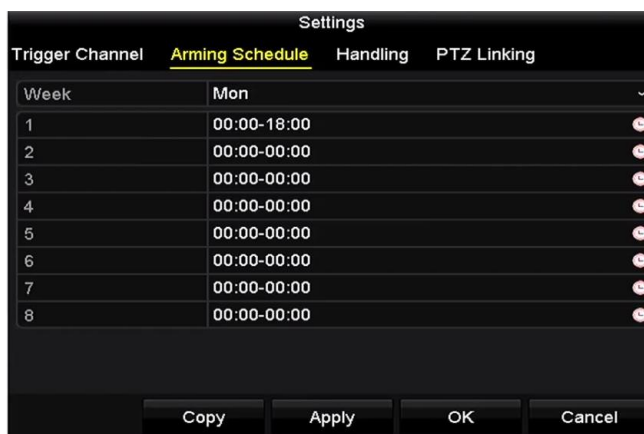 Settings
Trigger Channel Arming Schedule Handling PTZ Linking
Week Mon
1 00:00-18:00
2 00:00-00:00
3 00:00-00:00
4 00:00-00:00
5 00:00-00:00
6 00:00-00:00
7 00:00-00:00
8 00:00-00:00
Copy Apply OK Cancel